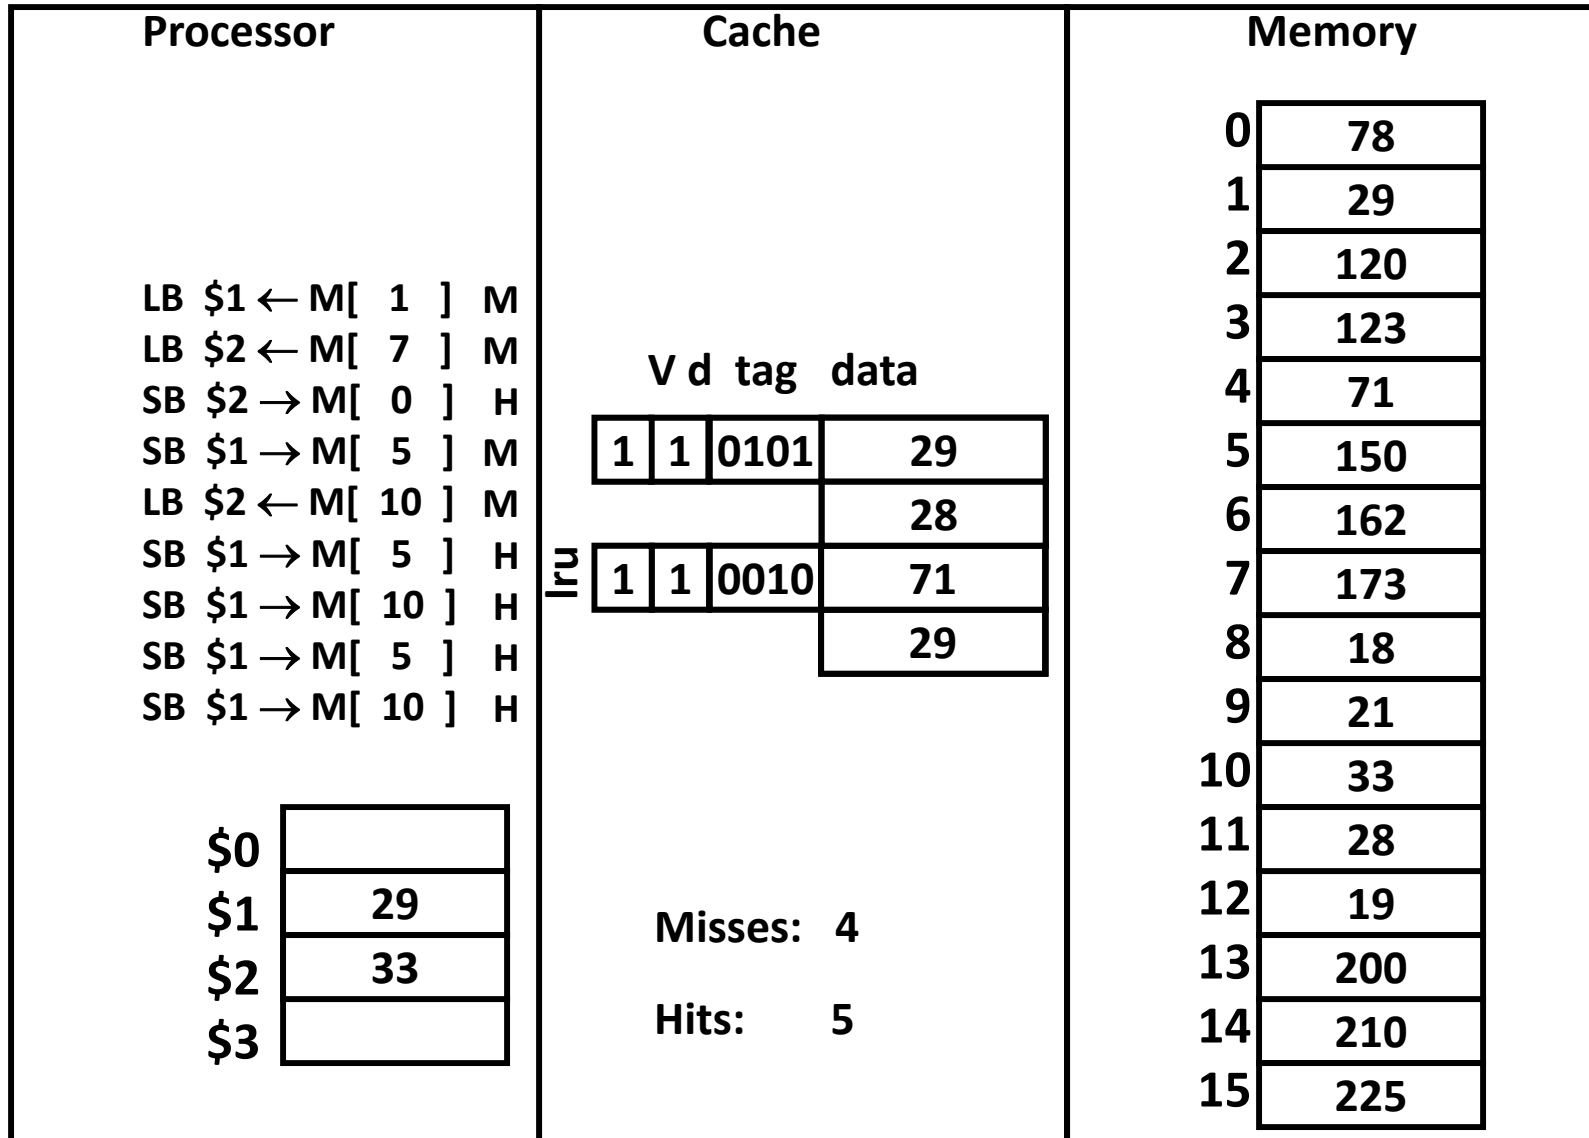 Processor
LB $1 ← M[ 1 ] M
LB $2 ← M[ 7 ] M
SB $2 → M[ 0 ] H
SB $1 → M[ 5 ] M
LB $2 ← M[ 10 ] M
SB $1 → M[ 5 ] H
SB $1 → M[ 10 ] H
SB $1 → M[ 5 ] H
SB $1 → M[ 10 ] H
$0
$1 29
$2 33
$3
Cache
V d tag data
1 1 0101 29
28
lru 1 1 0010 71
29
Misses: 4
Hits: 5
Memory
0 78
1 29
2 120
3 123
4 71
5 150
6 162
7 173
8 18
9 21
10 33
11 28
12 19
13 200
14 210
15 225